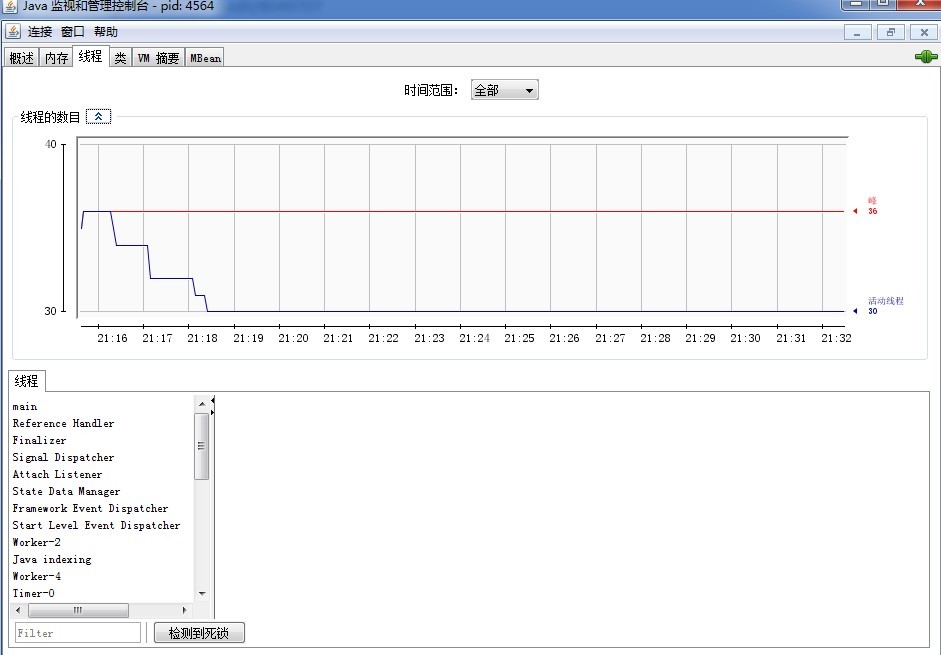 Java 监视和管理控制台 - pid: 4564
连接 窗口 帮助
概述 内存 线程 类 VM 摘要 MBean
时间范围： 全部
线程的数目
40
峰
36
活动线程
30
30
21:16 21:17 21:18 21:19 21:20 21:21 21:22 21:23 21:24 21:25 21:26 21:27 21:28 21:29 21:30 21:31 21:32
线程
main
Reference Handler
Finalizer
Signal Dispatcher
Attach Listener
State Data Manager
Framework Event Dispatcher
Start Level Event Dispatcher
Worker-2
Java indexing
Worker-4
Timer-0
Filter 检测到死锁